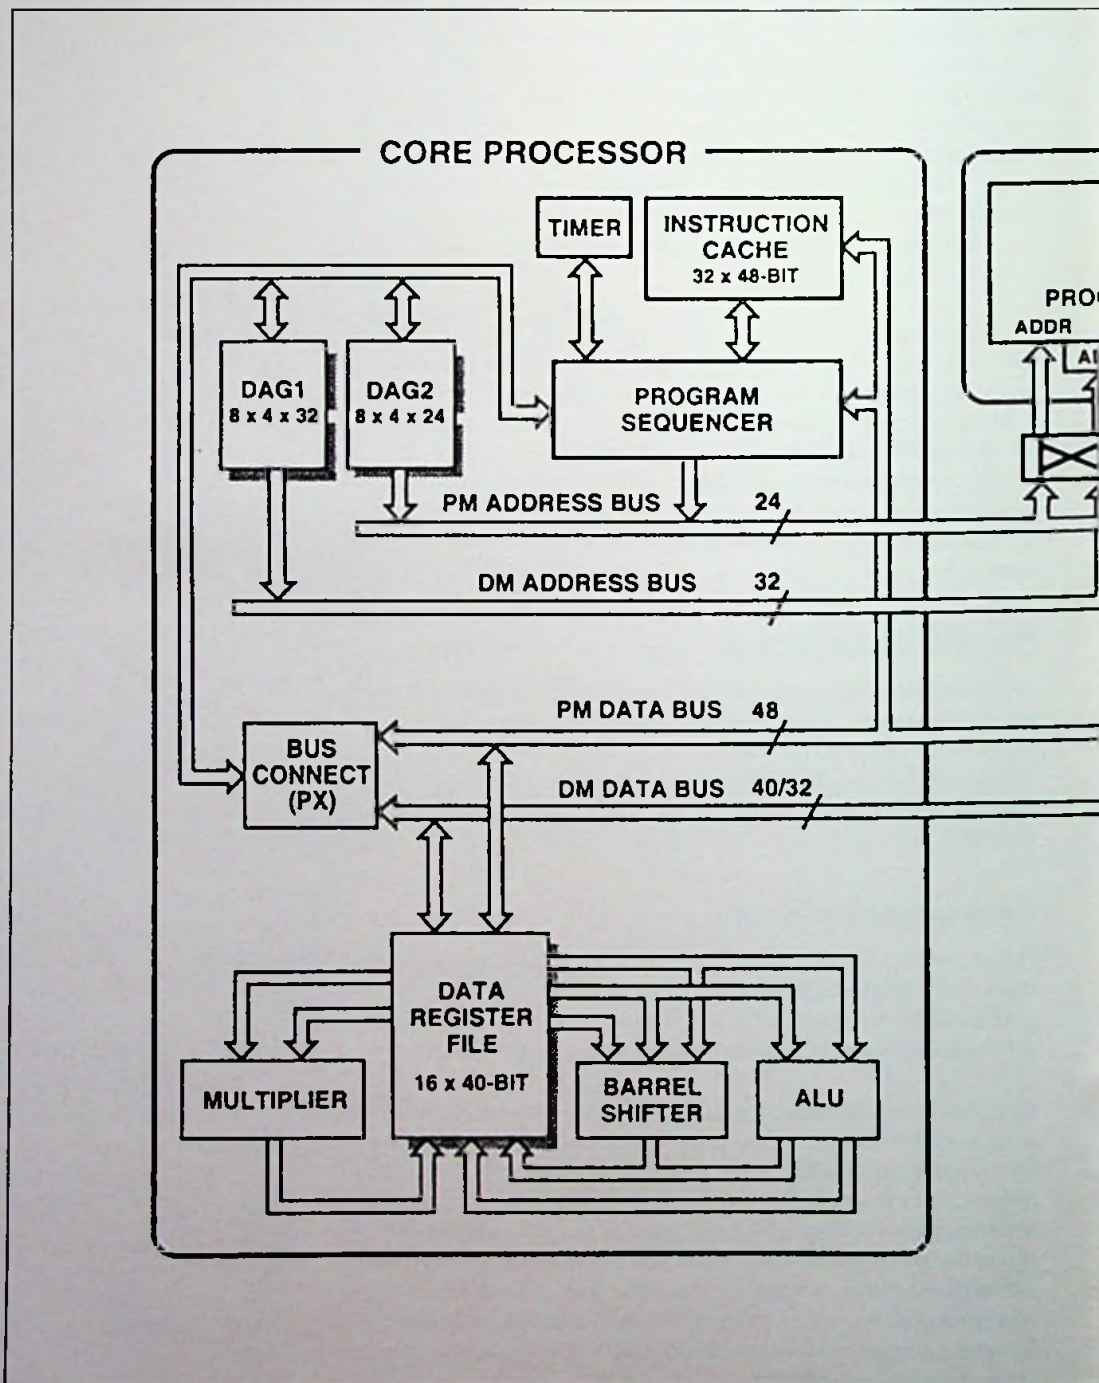 CORE PROCESSOR
TIMER
INSTRUCTION
CACHE
32 x 48-BIT
ADDR
DAG1
8 x 4 x 32
DAG2
8 x 4 x 24
PROGRAM
SEQUENCER
PM ADDRESS BUS 24
DM ADDRESS BUS 32
PM DATA BUS 48
BUS
CONNECT
(PX)
DM DATA BUS 40/32
DATA
REGISTER
FILE
16 x 40-BIT
MULTIPLIER
BARREL
SHIFTER
ALU